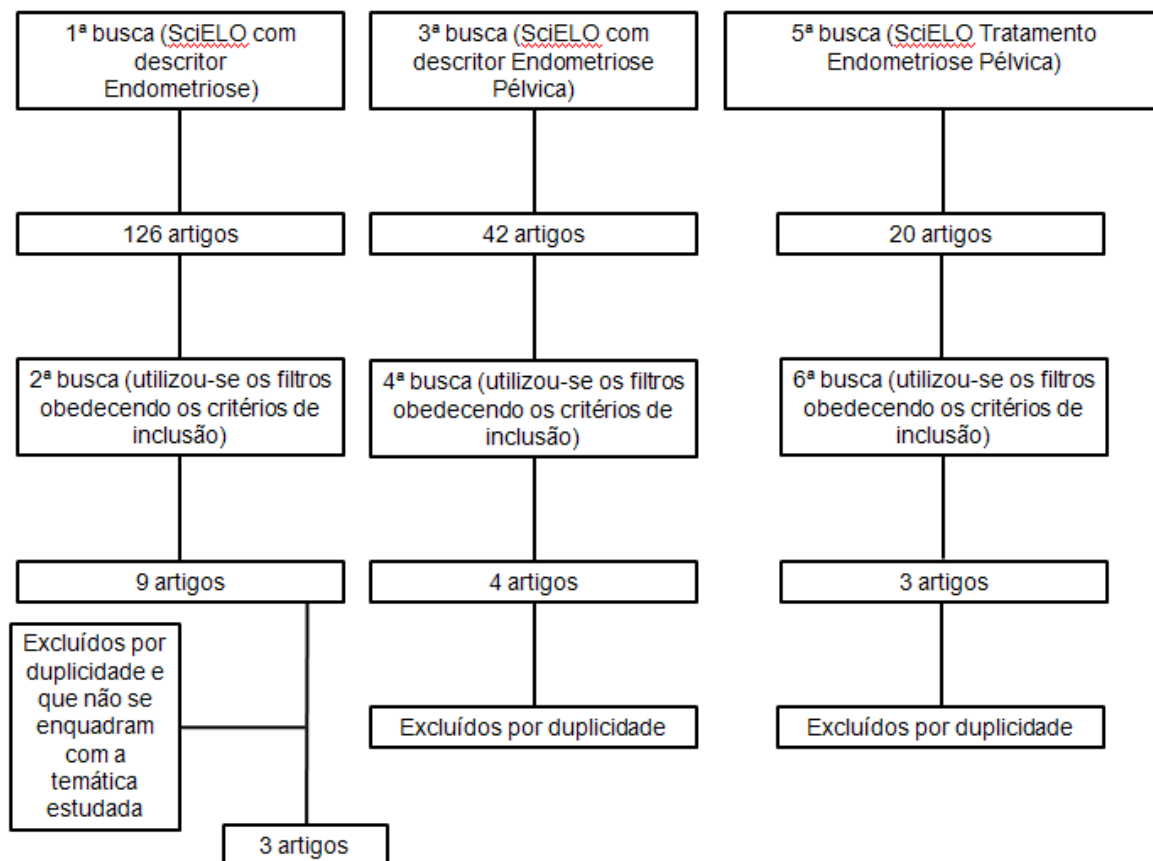 1ª busca (SciELO com
descritor
Endometriose)
3ª busca (SciELO com
descritor Endometriose
Pélvica)
5ª busca (SciELO Tratamento
Endometriose Pélvica)
126 artigos
42 artigos
20 artigos
2ª busca (utilizou-se os filtros
obedecendo os critérios de
inclusão)
4ª busca (utilizou-se os filtros
obedecendo os critérios de
inclusão)
6ª busca (utilizou-se os filtros
obedecendo os critérios de
inclusão)
9 artigos
4 artigos
3 artigos
Excluídos por
duplicidade e
que não se
enquadram
com a
temática
estudada
Excluídos por duplicidade
Excluídos por duplicidade
3 artigos